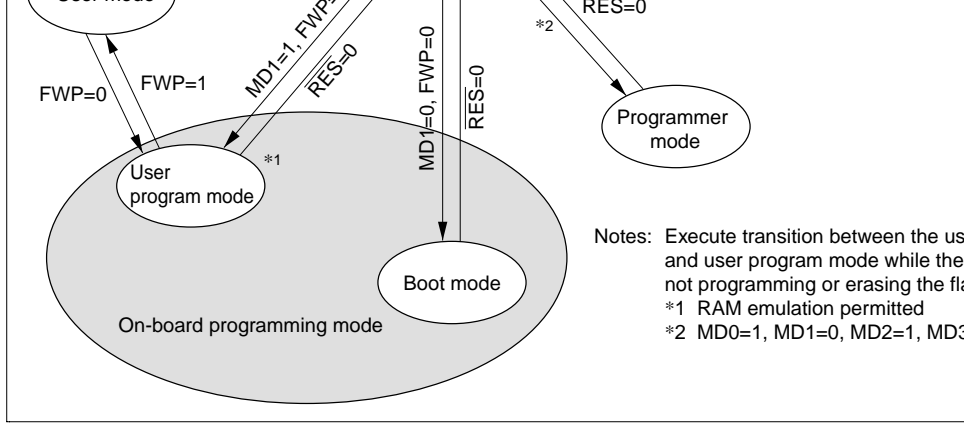 mode
RES=0
*2
MD1=1, FWP=
RES=0
MD1=0, FWP=0
RES=0
FWP=0
FWP=1
Programmer
mode
*1
User
program mode
Boot mode
On-board programming mode
Notes: Execute transition between the
and user program mode while the
not programming or erasing the
*1 RAM emulation permitted
*2 MD0=1, MD1=0, MD2=1, MD3